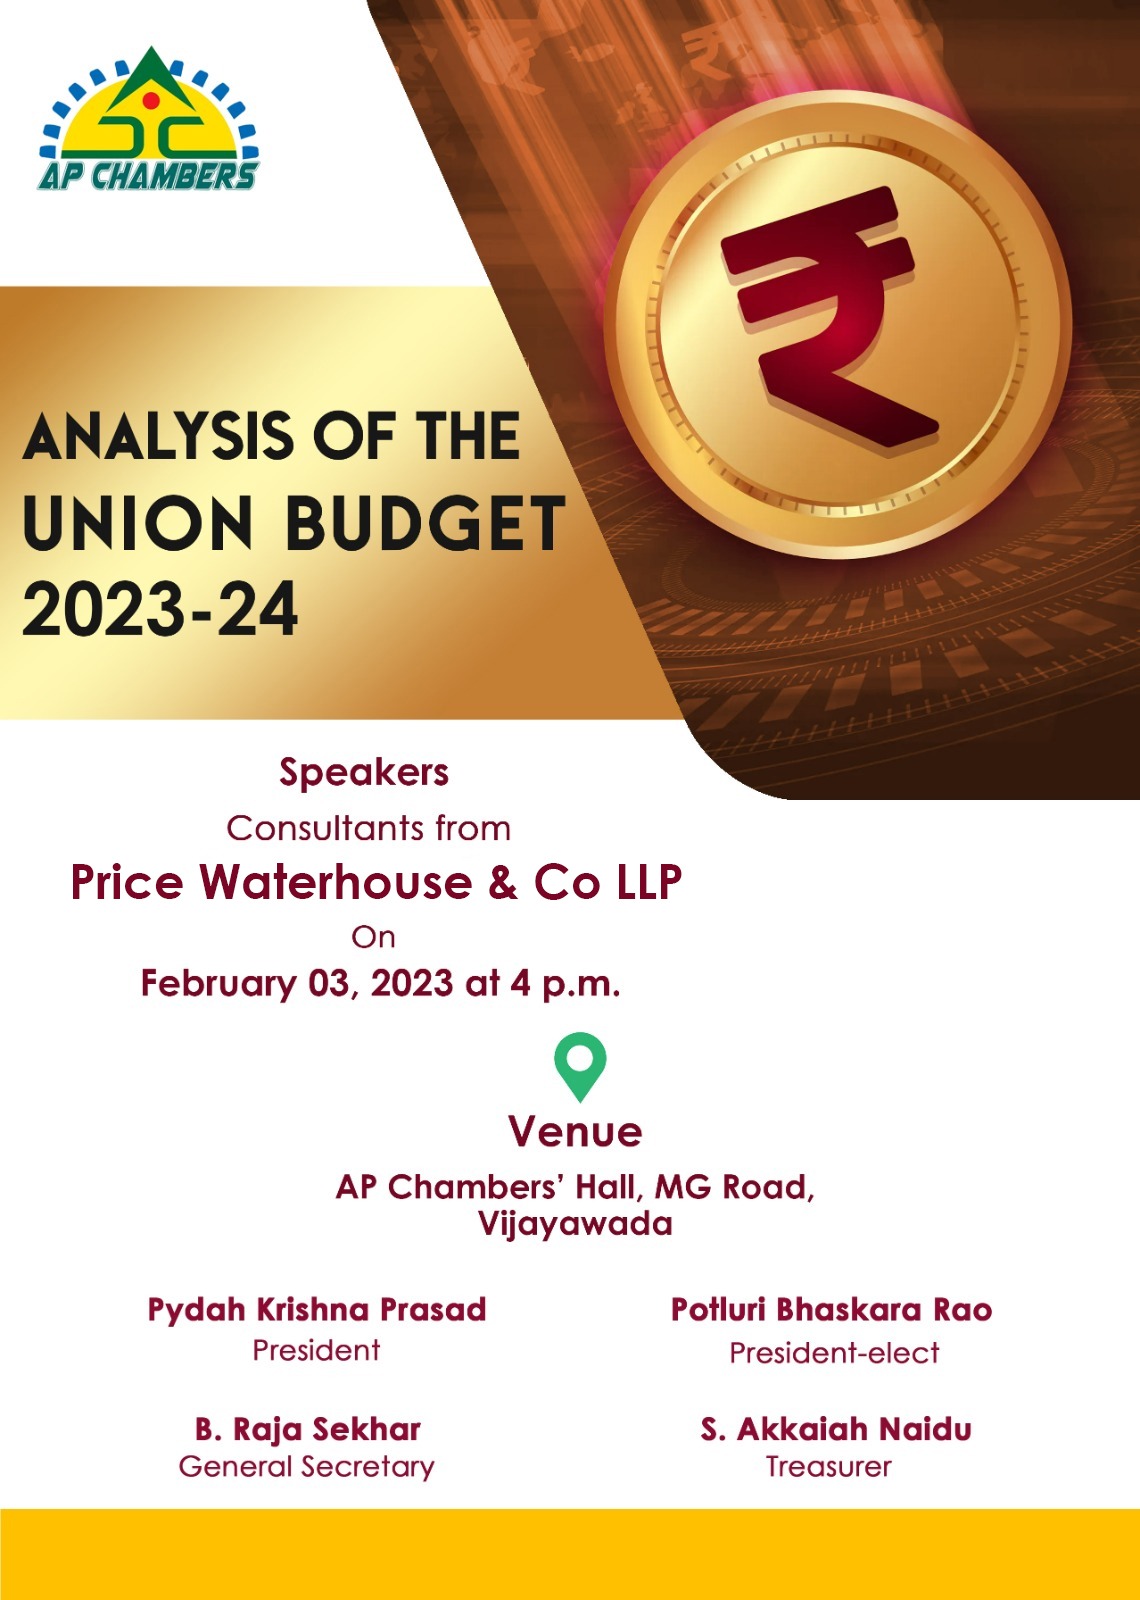 AP CHAMBERS
ANALYSIS OF THE
UNION BUDGET
2023-24
₹
Speakers
Consultants from
Price Waterhouse & Co LLP
On
February 03, 2023 at 4 p.m.
Venue
AP Chambers’ Hall, MG Road,
Vijayawada
Pydah Krishna Prasad
President
Potluri Bhaskara Rao
President-elect
B. Raja Sekhar
General Secretary
S. Akkaiah Naidu
Treasurer